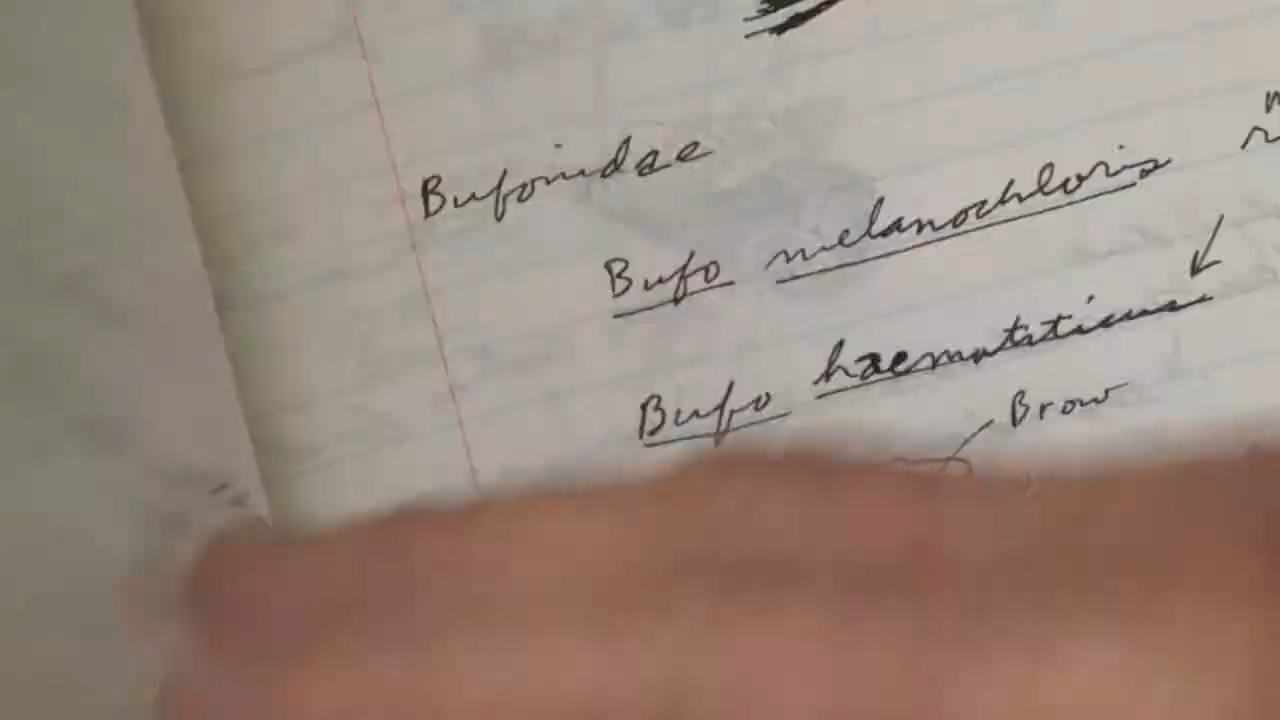 Bufonidae
Bufo melanochloris
Bufo haematiticus
Brow